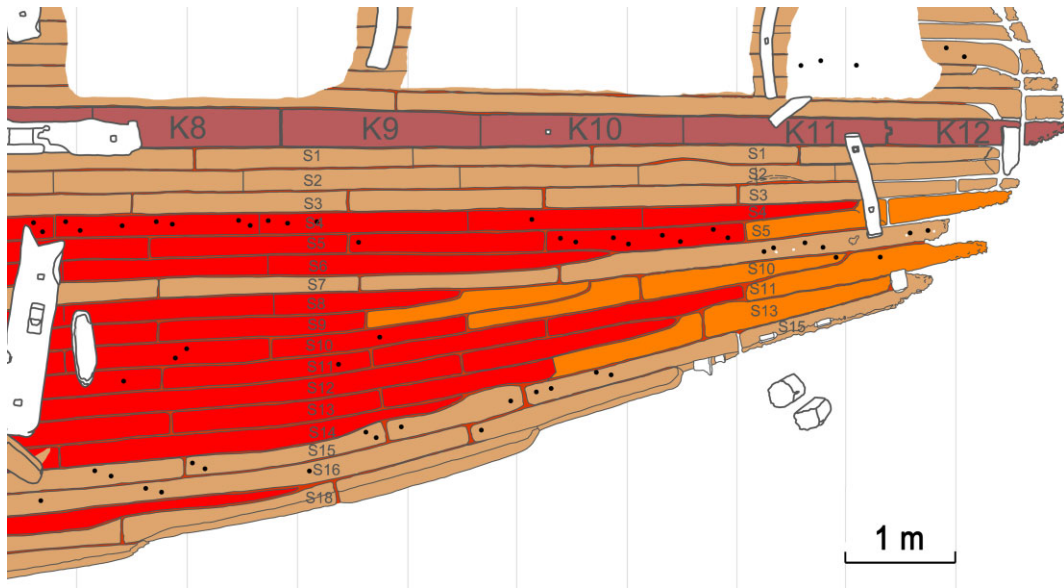 K8 K9 K10 K11 K12
S1 S1
S2 S2
S3 S3
S4 S4
S5 S5
S6
S7
S8 S10
S9 S11
S10 S13
S11 S15
S12
S13
S14
S15
S16
S18
1 m